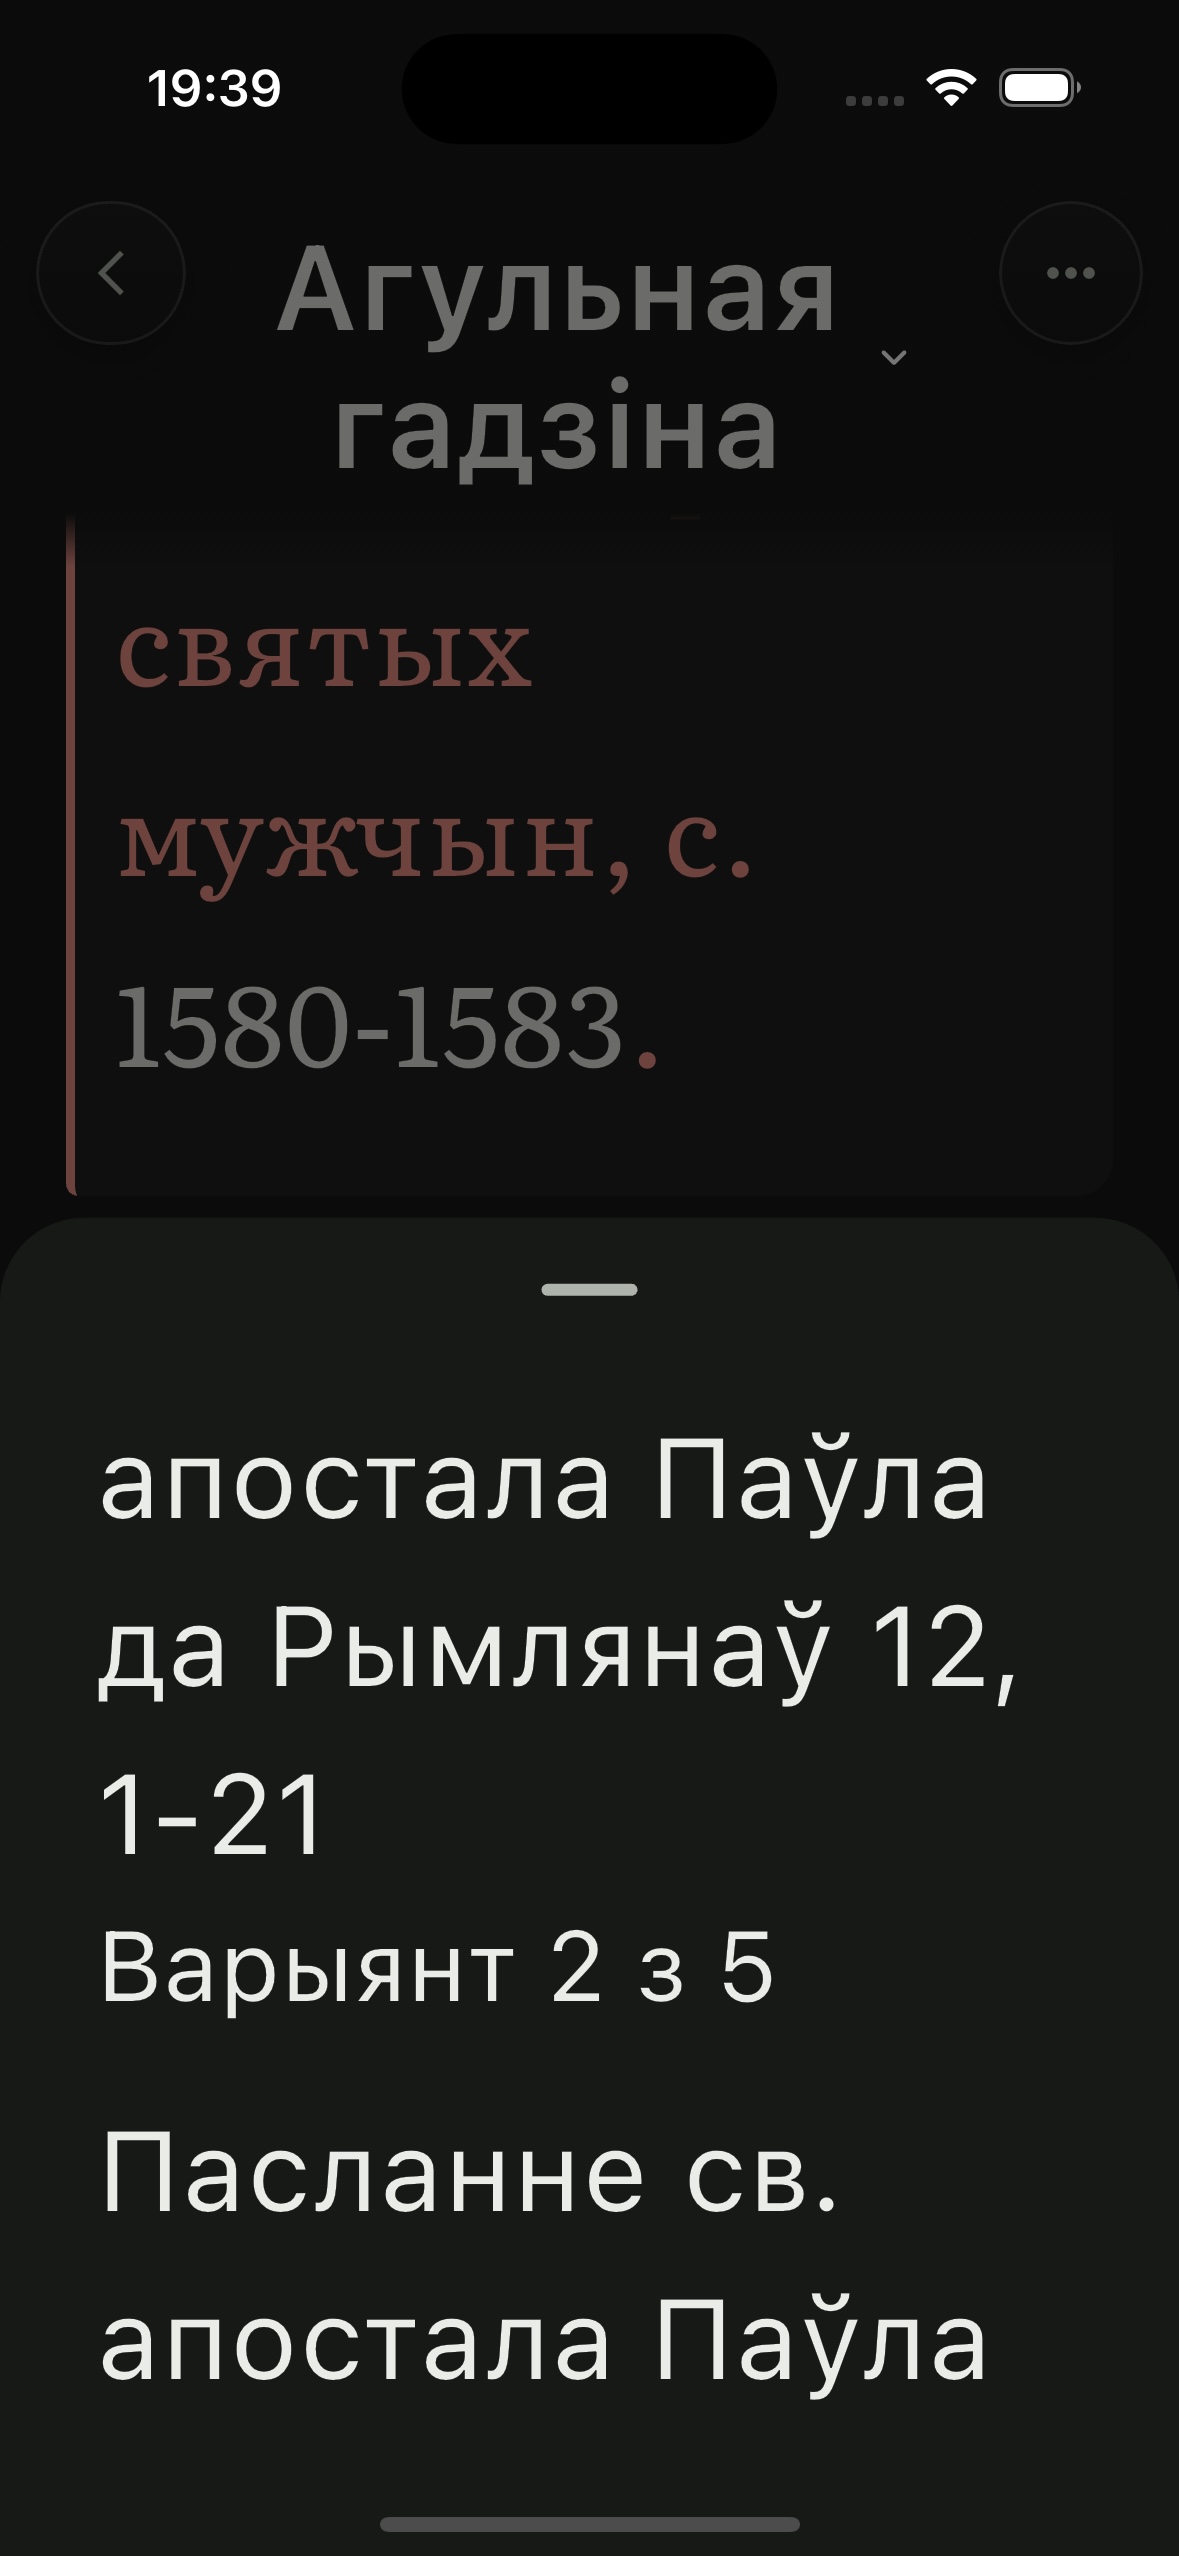 19:39
Агульная
гадзіна
святых
мужчын, с.
1580-1583.
апостала Паўла
да Рымлянаў 12,
1-21
Варыянт 2 з 5
Пасланне св.
апостала Паўла